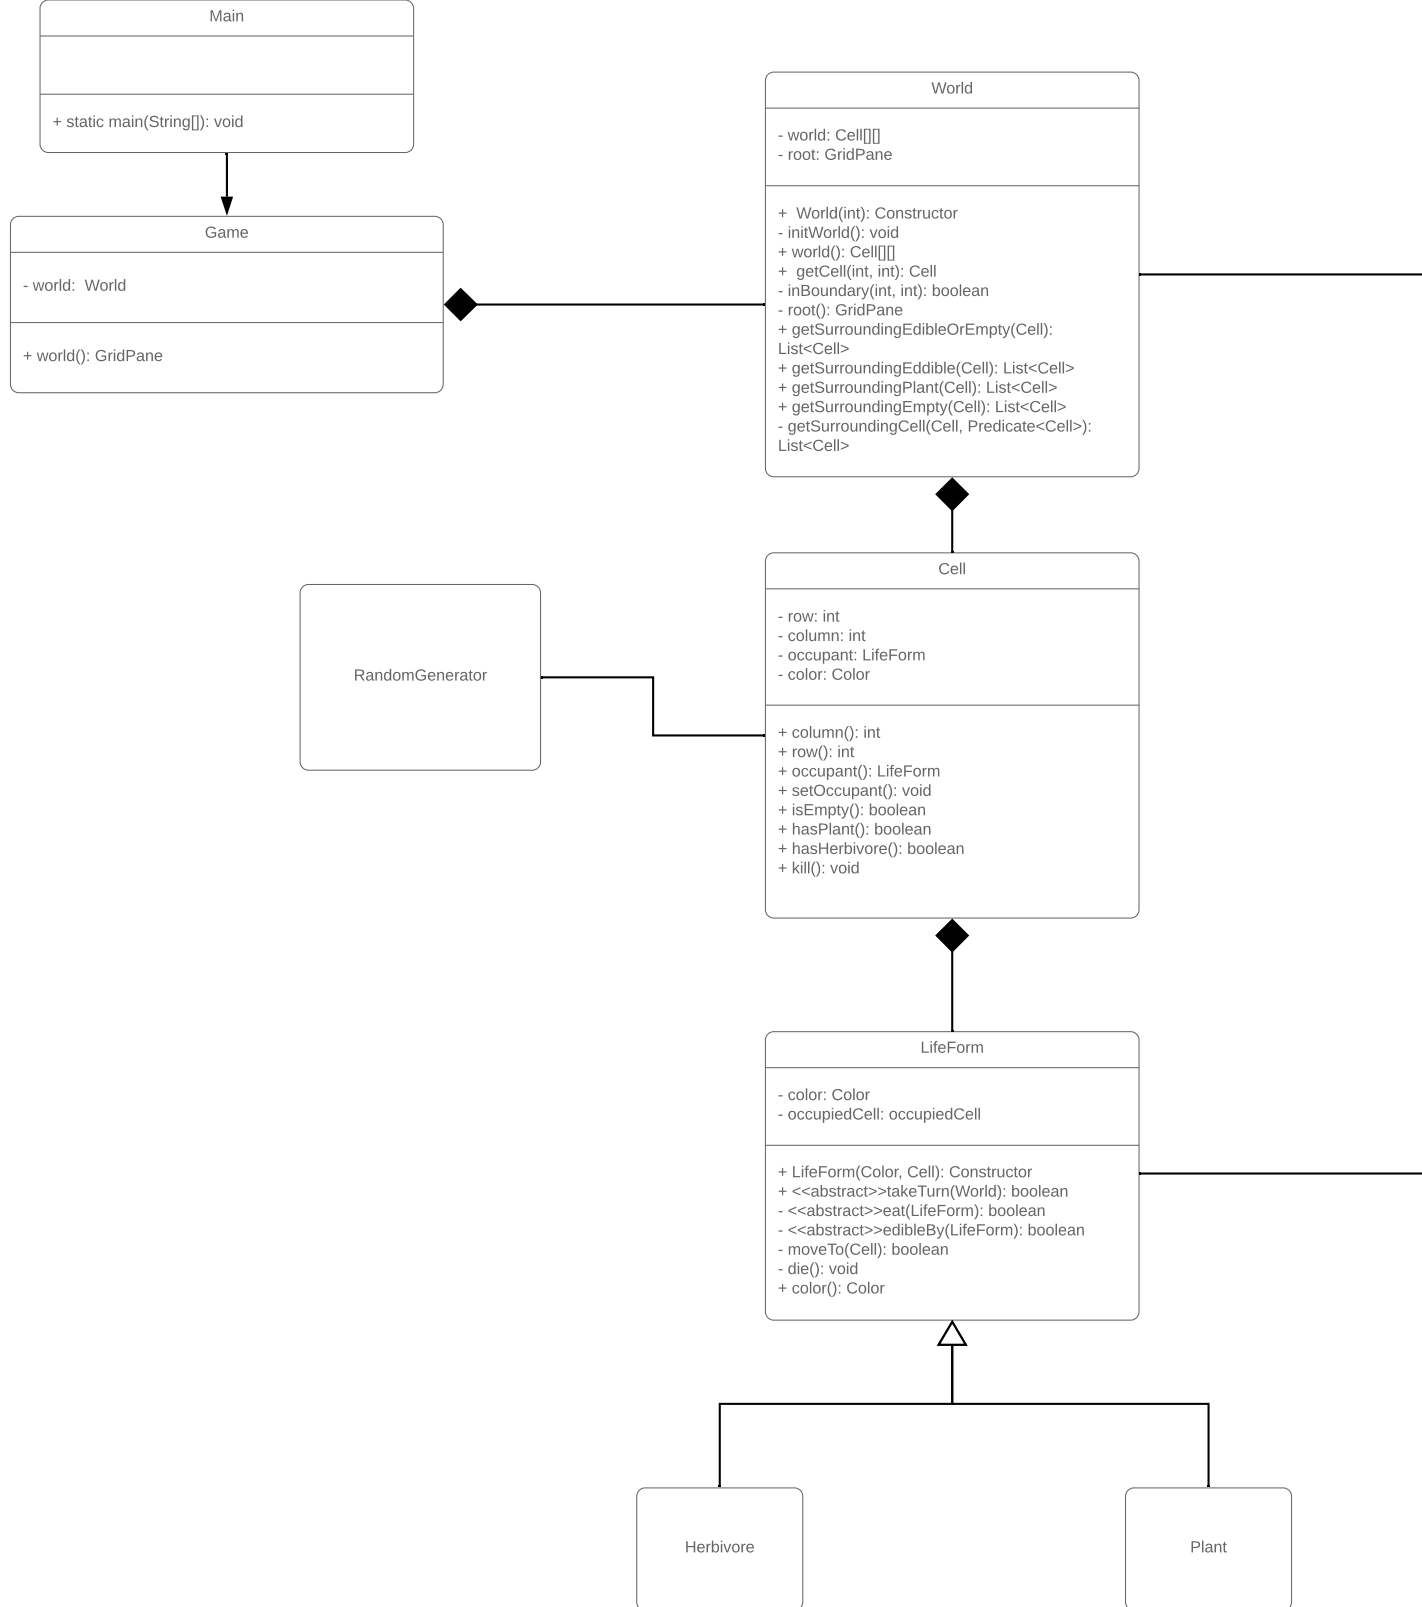 Main
+ static main(String[]): void
Game
- world:  World
+ world(): GridPane
World
- world: Cell[][]
- root: GridPane
+  World(int): Constructor
- initWorld(): void
+ world(): Cell[][]
+  getCell(int, int): Cell
- inBoundary(int, int): boolean
- root(): GridPane
+ getSurroundingEdibleOrEmpty(Cell):
List<Cell>
+ getSurroundingEddible(Cell): List<Cell>
+ getSurroundingPlant(Cell): List<Cell>
+ getSurroundingEmpty(Cell): List<Cell>
- getSurroundingCell(Cell, Predicate<Cell>):
List<Cell>
RandomGenerator
Cell
- row: int
- column: int
- occupant: LifeForm
- color: Color
+ column(): int
+ row(): int
+ occupant(): LifeForm
+ setOccupant(): void
+ isEmpty(): boolean
+ hasPlant(): boolean
+ hasHerbivore(): boolean
+ kill(): void
LifeForm
- color: Color
- occupiedCell: occupiedCell
+ LifeForm(Color, Cell): Constructor
+ <<abstract>>takeTurn(World): boolean
- <<abstract>>eat(LifeForm): boolean
- <<abstract>>edibleBy(LifeForm): boolean
- moveTo(Cell): boolean
- die(): void
+ color(): Color
Herbivore
Plant